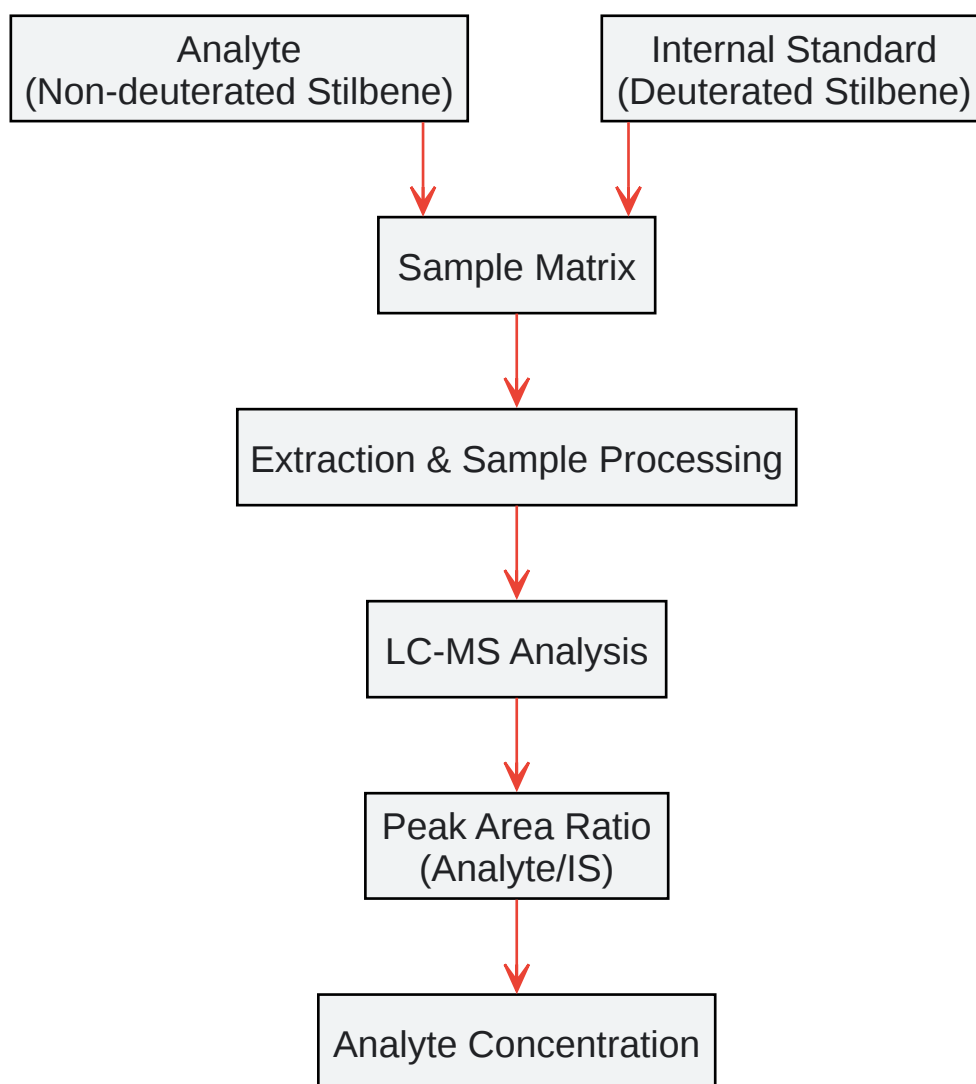 Analyte
(Non-deuterated Stilbene)
Internal Standard
(Deuterated Stilbene)
Sample Matrix
Extraction & Sample Processing
LC-MS Analysis
Peak Area Ratio
(Analyte/IS)
Analyte Concentration